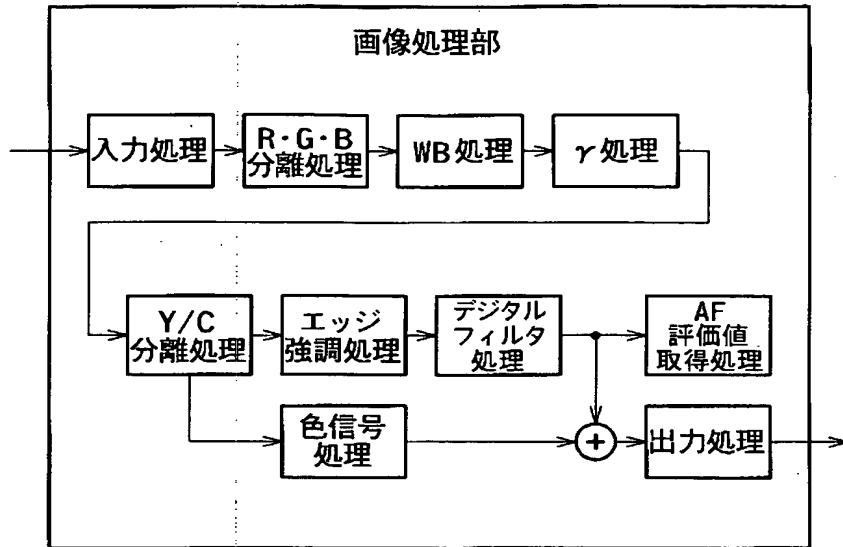 画像処理部
入力処理
R・G・B
分離処理
WB処理
γ処理
Y/C
分離処理
エッジ
強調処理
デジタル
フィルタ
処理
AF
評価値
取得処理
色信号
処理
+
出力処理